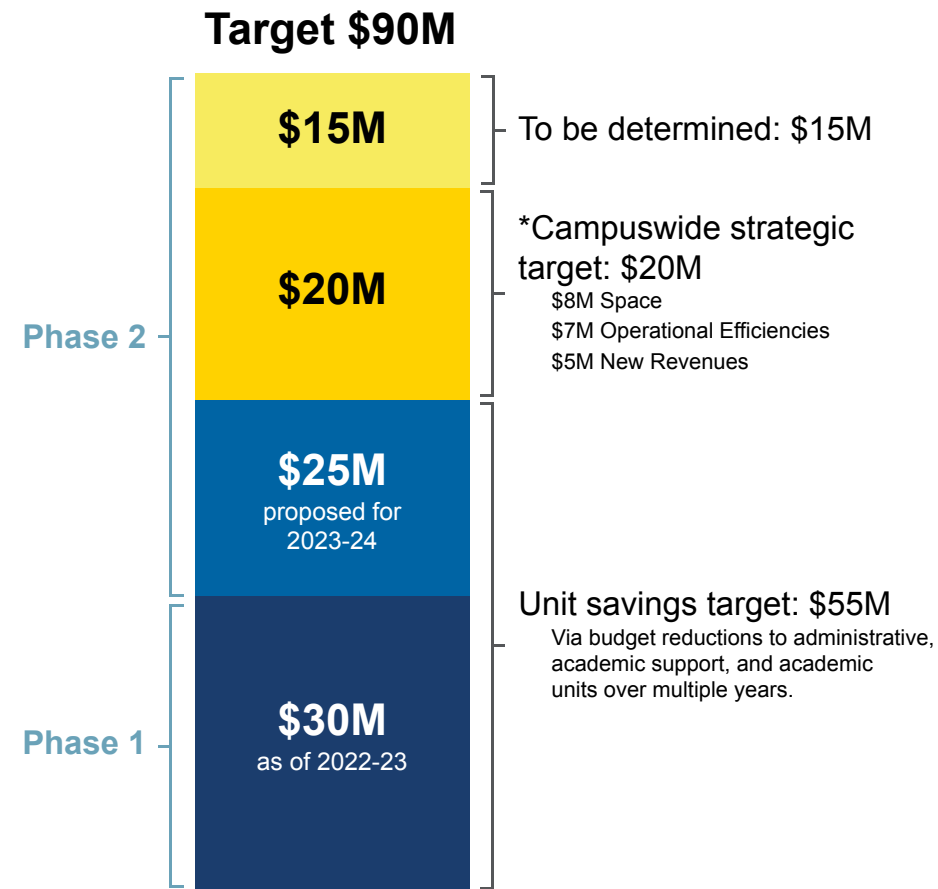 Target $90M
$15M
To be determined: $15M
*Campuswide strategic
target: $20M
$8M Space
$7M Operational Efficiencies
$5M New Revenues
$20M
Phase 2
$25M
proposed for
2023-24
Unit savings target: $55M
Via budget reductions to administrative,
academic support, and academic
units over multiple years.
Phase 1
$30M
as of 2022-23